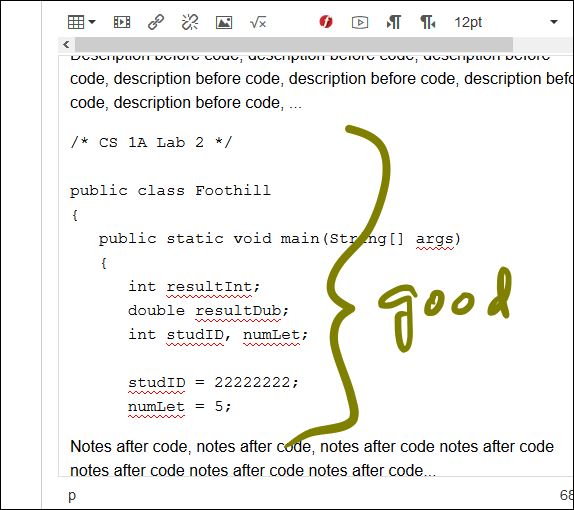 12pt
Description before code, description before code, description before
code, description before code, description before code, description
code, description before code, ...
/* CS 1A Lab 2 */
public class Foothill
{
public static void main(String[] args)
{
int resultInt;
double resultDub;
int studID, numLet;
studID = 22222222;
numLet = 5;
good
Notes after code, notes after code, notes after code notes after code
notes after code notes after code notes after code...
p